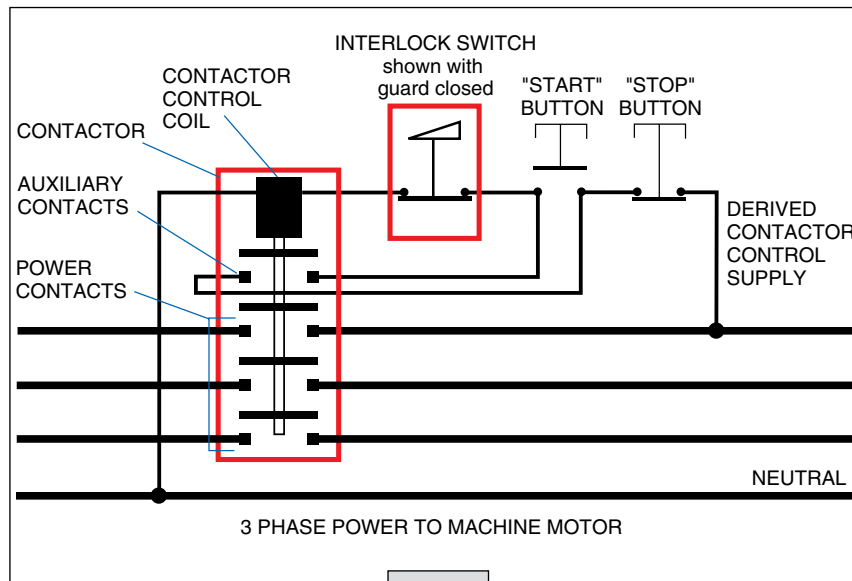 INTERLOCK SWITCH
shown with
guard closed
CONTACTOR
CONTROL
COIL
"START"
BUTTON
"STOP"
BUTTON
CONTACTOR
AUXILIARY
CONTACTS
POWER
CONTACTS
DERIVED
CONTACTOR
CONTROL
SUPPLY
NEUTRAL
3 PHASE POWER TO MACHINE MOTOR